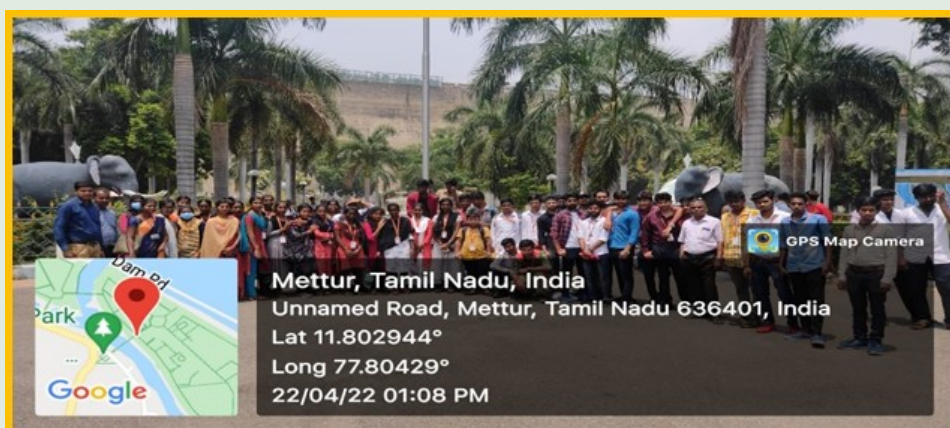 GPS Map Camera
Dam Rd
Park
...
Google
Mettur, Tamil Nadu, India
Unnamed Road, Mettur, Tamil Nadu 636401, India
Lat 11.802944°
Long 77.80429°
22/04/22 01:08 PM